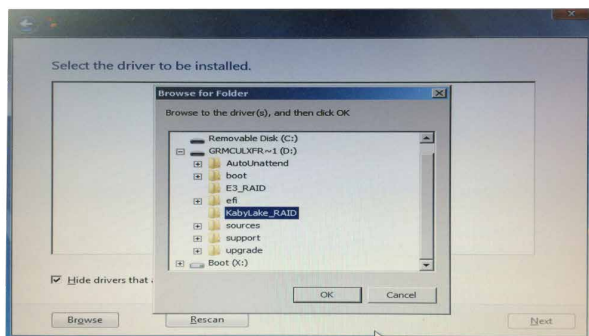 Select the driver to be installed.
Browse for Folder
Browse to the driver(s), and then click OK
Removable Disk (C:)
GRMCULXFR~1 (D:)
AutoUnattend
boot
E3_RAID
efi
KabyLake_RAID
sources
support
upgrade
Boot (X:)
Hide drivers that
OK
Cancel
Browse
Rescan
Next